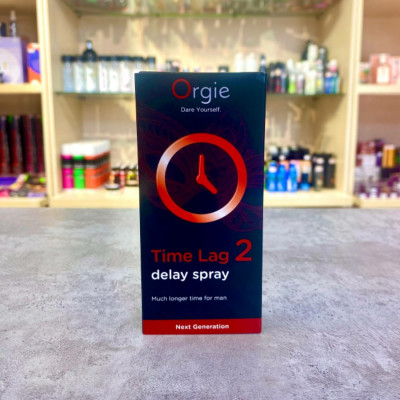 Orgie
Dare Yourself.
Time Lag 2
delay spray
Much longer time for man
Next Generation